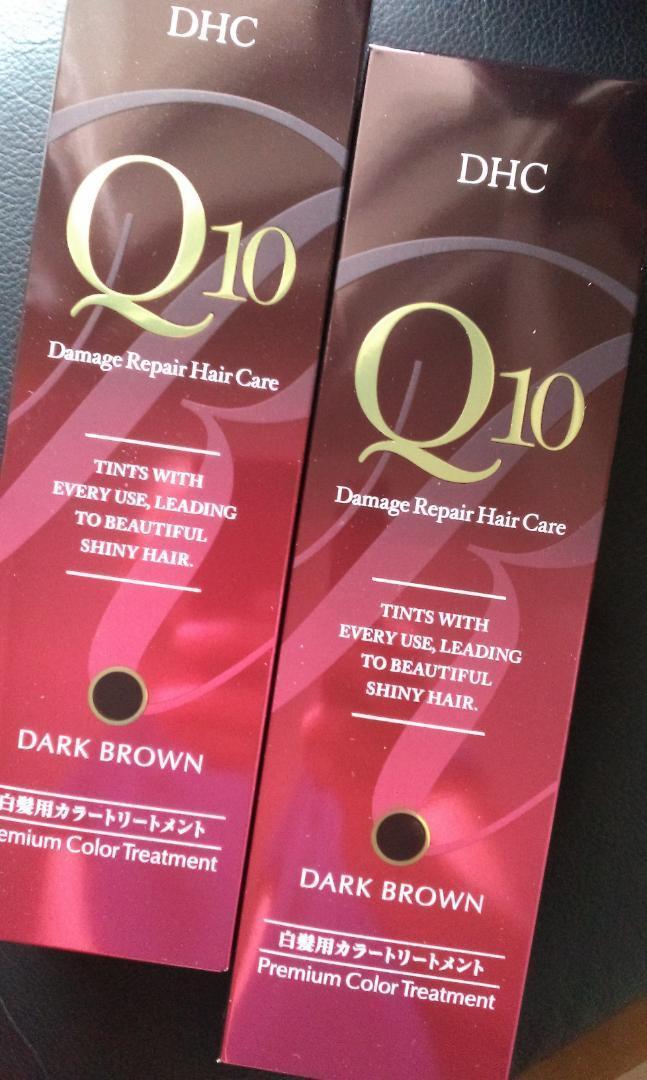 DHC
Q10
Damage Repair Hair Care
TINTS WITH
EVERY USE, LEADING
TO BEAUTIFUL
SHINY HAIR.
DARK BROWN
白髪用カラートリートメント
emium Color Treatment
DHC
Q10
Damage Repair Hair Care
TINTS WITH
EVERY USE, LEADING
TO BEAUTIFUL
SHINY HAIR.
DARK BROWN
白髪用カラートリートメント
Premium Color Treatment